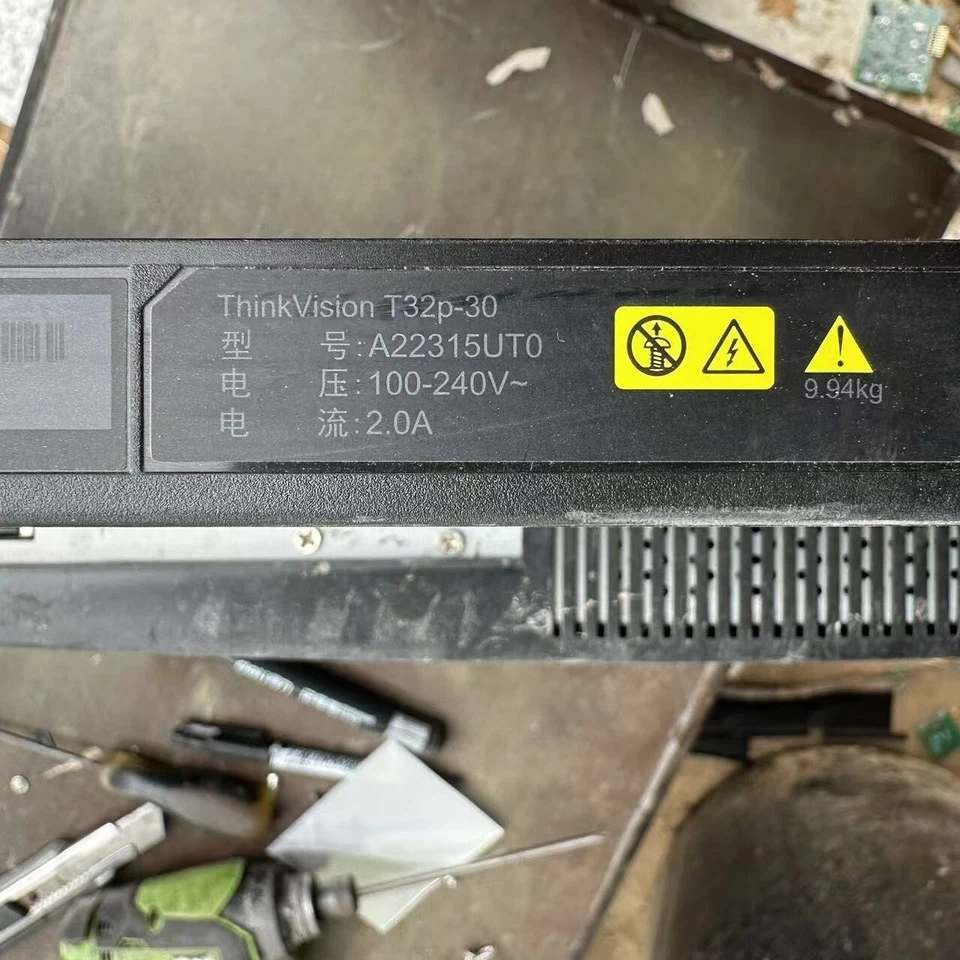 ThinkVision T32p-30
型 号:A22315UT0
电 压:100-240V~
电 流:2.0A
9.94kg